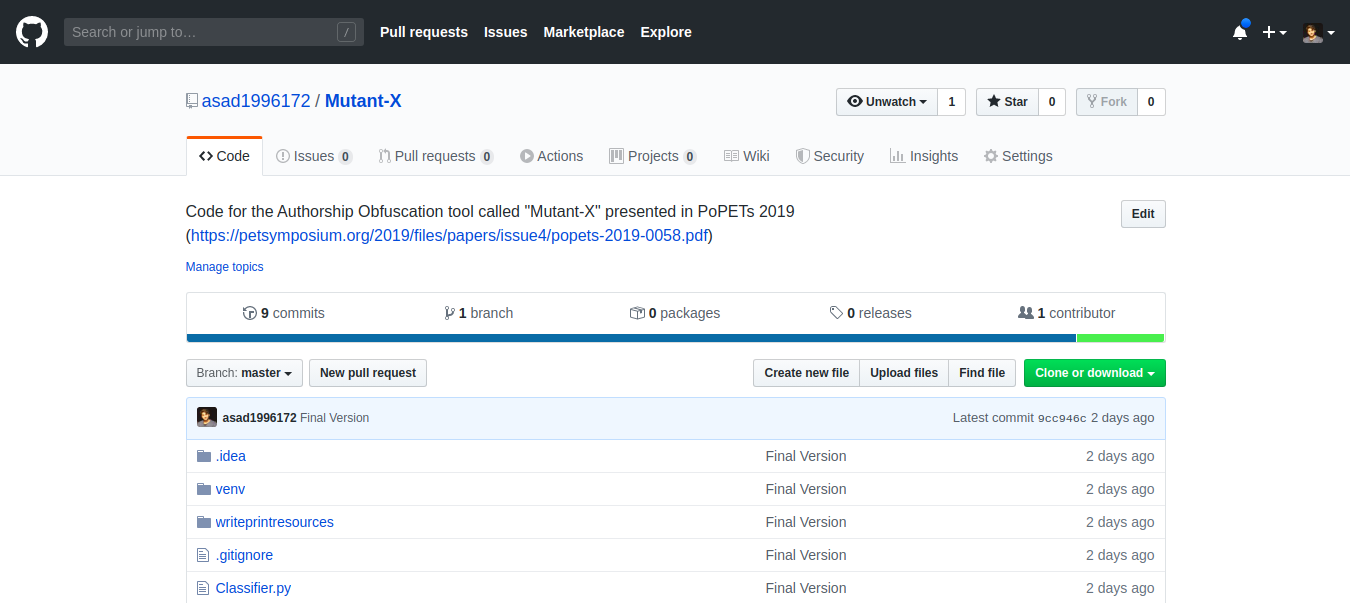 Search or jump to… /
Pull requests Issues Marketplace Explore
asad1996172 / Mutant-X
Unwatch 1 Star 0 Fork 0
Code Issues 0 Pull requests 0 Actions Projects 0 Wiki Security Insights Settings
Code for the Authorship Obfuscation tool called "Mutant-X" presented in PoPETs 2019
(https://petsymposium.org/2019/files/papers/issue4/popets-2019-0058.pdf)
Edit
Manage topics
9 commits 1 branch 0 packages 0 releases 1 contributor
Branch: master New pull request Create new file Upload files Find file Clone or download
asad1996172 Final Version Latest commit 9cc946c 2 days ago
.idea Final Version 2 days ago
venv Final Version 2 days ago
writeprintresources Final Version 2 days ago
.gitignore Final Version 2 days ago
Classifier.py Final Version 2 days ago